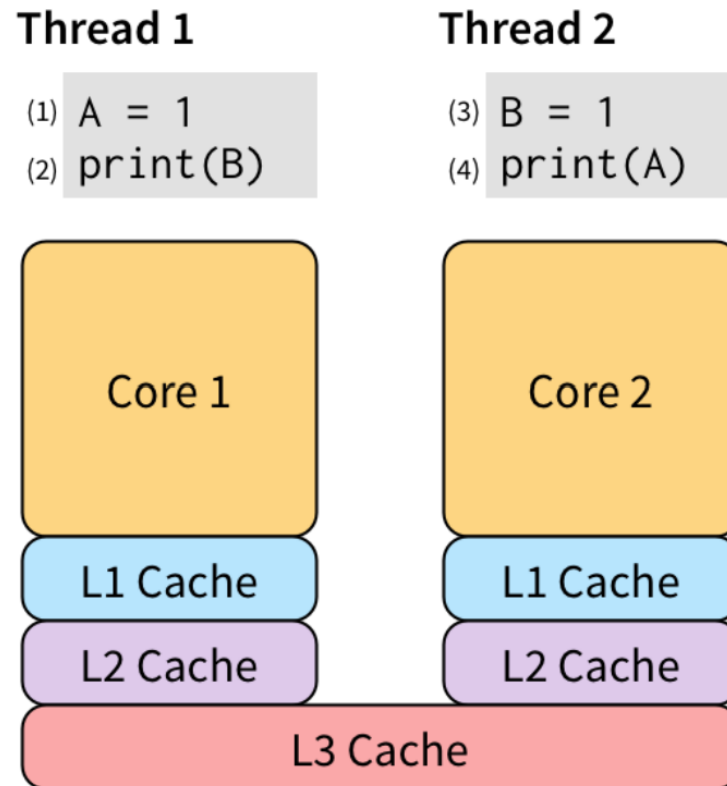 Thread 1
(1) A = 1
(2) print(B)
Thread 2
(3) B = 1
(4) print(A)
Core 1
Core 2
L1 Cache
L1 Cache
L2 Cache
L2 Cache
L3 Cache